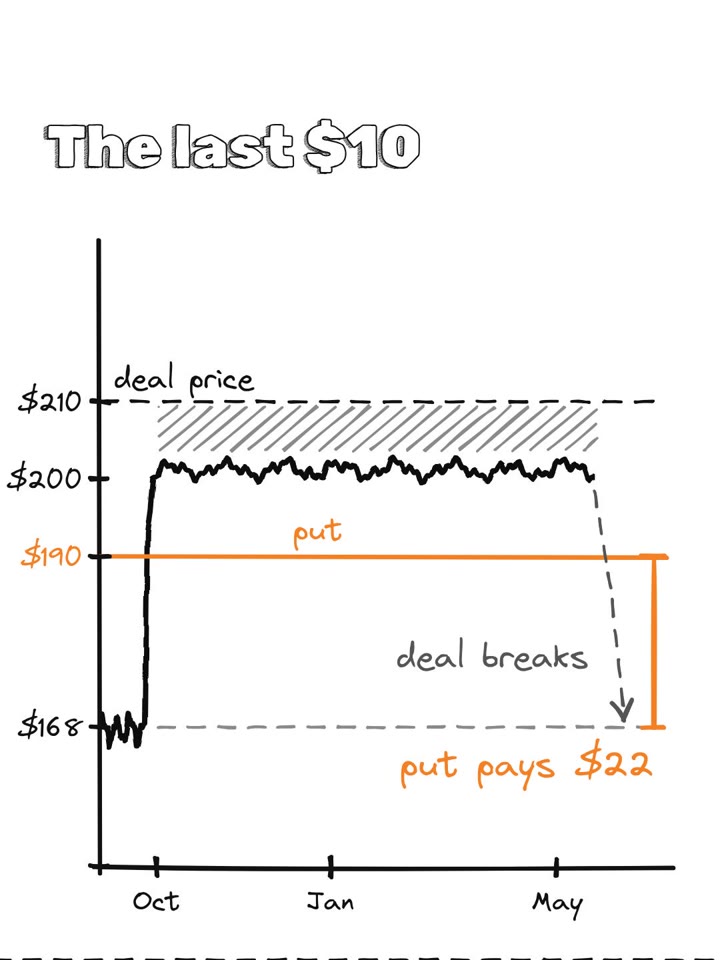 The last $10
deal price
$210
$200
put
$190
deal breaks
$168
put pays $22
Oct Jan May